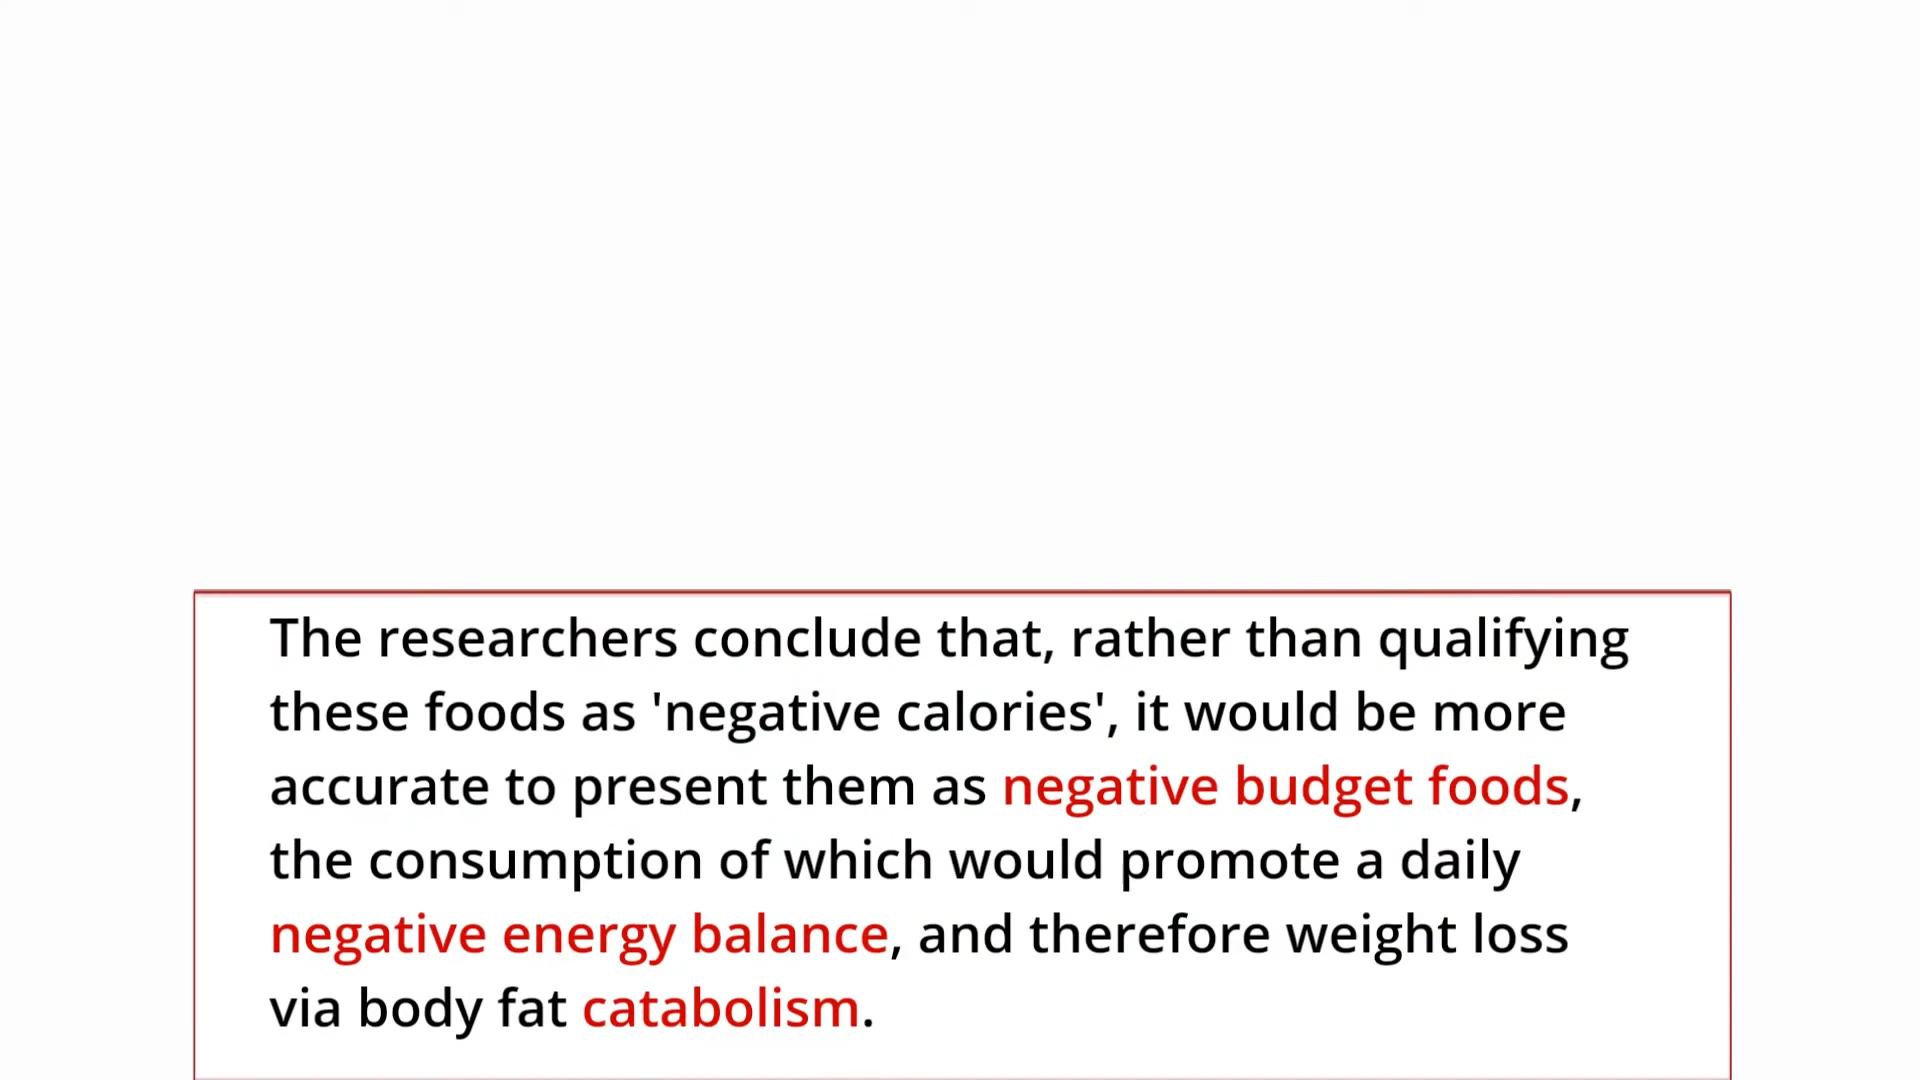 The researchers conclude that, rather than qualifying
these foods as 'negative calories', it would be more
accurate to present them as negative budget foods,
the consumption of which would promote a daily
negative energy balance, and therefore weight loss
via body fat catabolism.